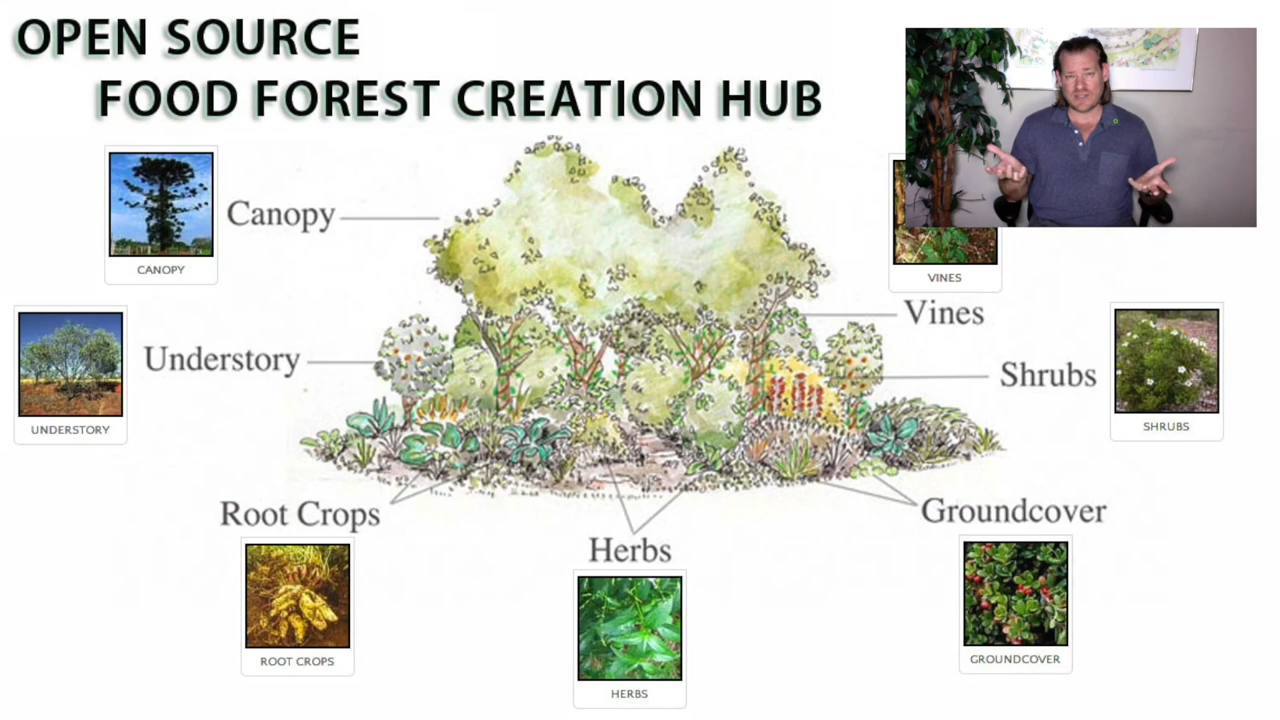 OPEN SOURCE
FOOD FOREST CREATION HUB
Canopy
CANOPY
VINES
Vines
Understory
UNDERSTORY
Shrubs
SHRUBS
Root Crops
ROOT CROPS
Herbs
HERBS
Groundcover
GROUNDCOVER